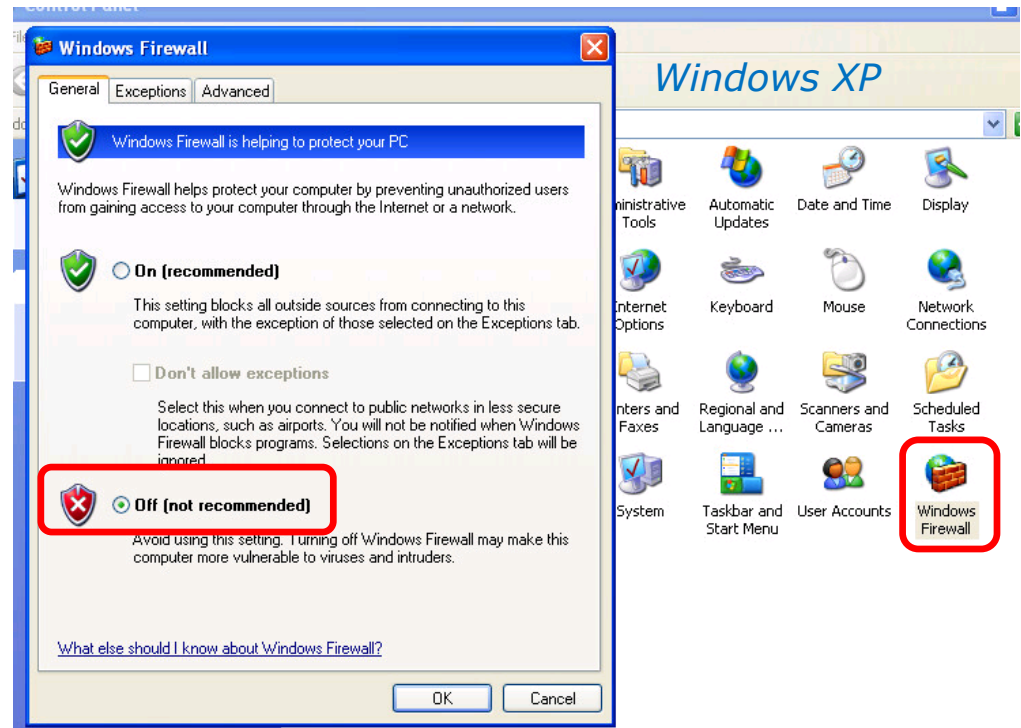 Control Panel
Windows Firewall
Windows XP
General Exceptions Advanced
Windows Firewall is helping to protect your PC
Windows Firewall helps protect your computer by preventing unauthorized users
from gaining access to your computer through the Internet or a network.
On (recommended)
This setting blocks all outside sources from connecting to this
computer, with the exception of those selected on the Exceptions tab.
Don't allow exceptions
Select this when you connect to public networks in less secure
locations, such as airports. You will not be notified when Windows
Firewall blocks programs. Selections on the Exceptions tab will be
ignored.
Off (not recommended)
Avoid using this setting. Turning off Windows Firewall may make this
computer more vulnerable to viruses and intruders.
What else should I know about Windows Firewall?
OK Cancel
ministrative Automatic Date and Time Display
Tools Updates
nternet Keyboard Mouse Network
Options Connections
nters and Regional and Scanners and Scheduled
Faxes Language ... Cameras Tasks
System Taskbar and User Accounts Windows
Start Menu Firewall